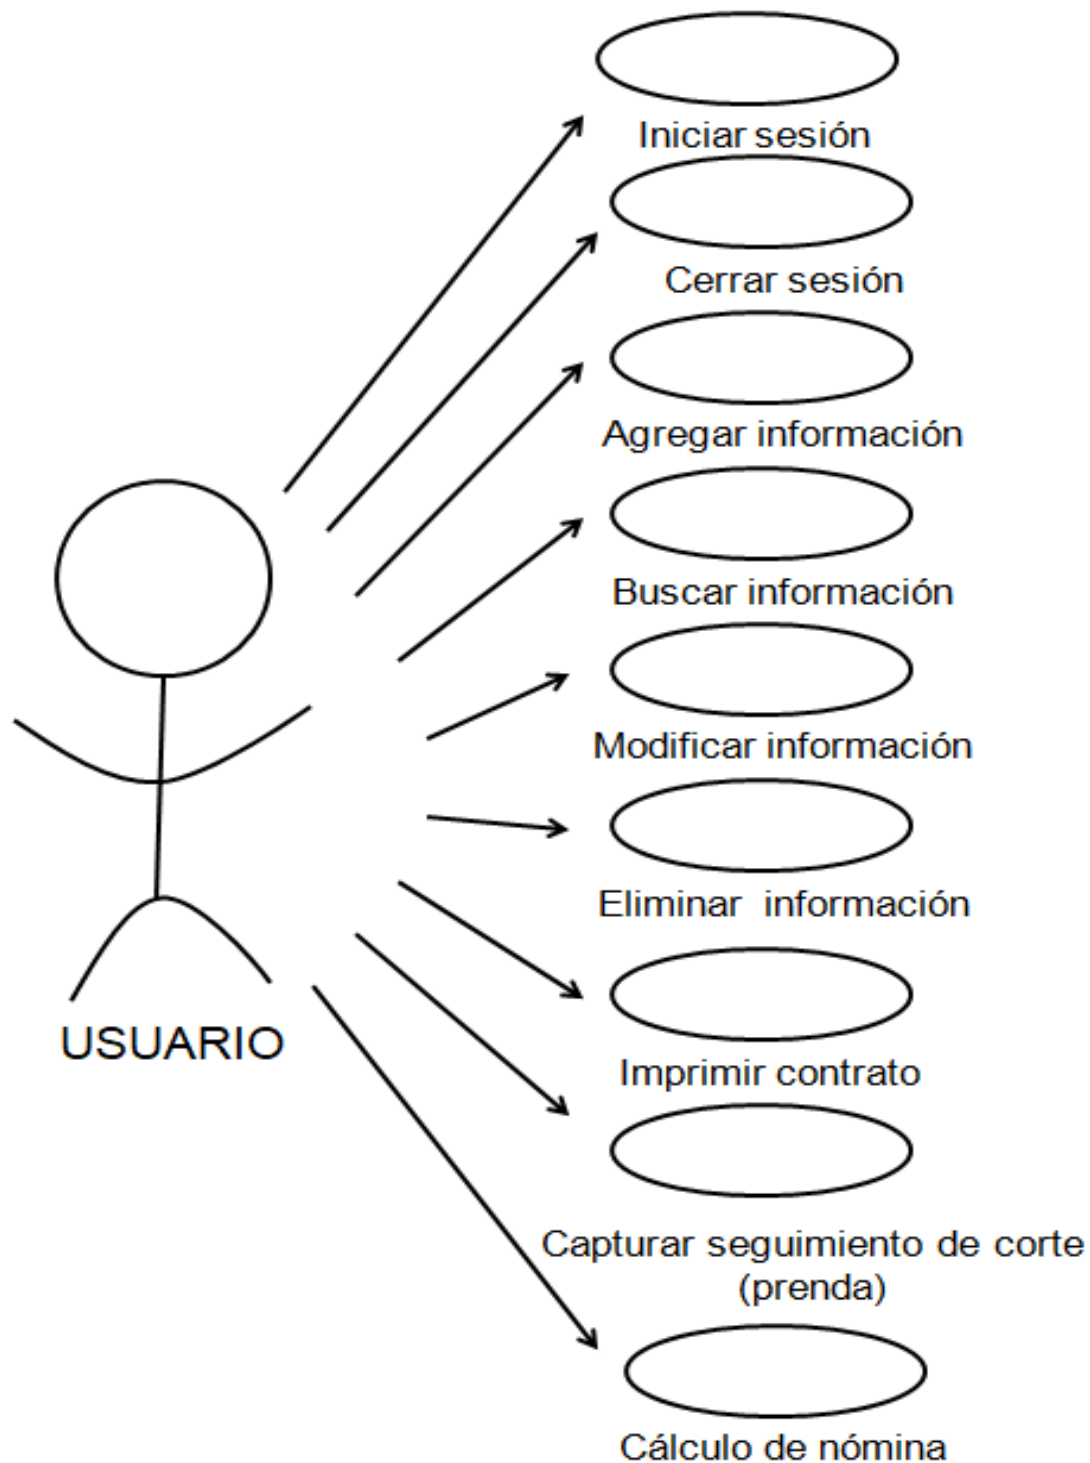 Iniciar sesión
Cerrar sesión
Agregar información
Buscar información
Modificar información
Eliminar información
USUARIO
Imprimir contrato
Capturar seguimiento de corte
(prenda)
Cálculo de nómina